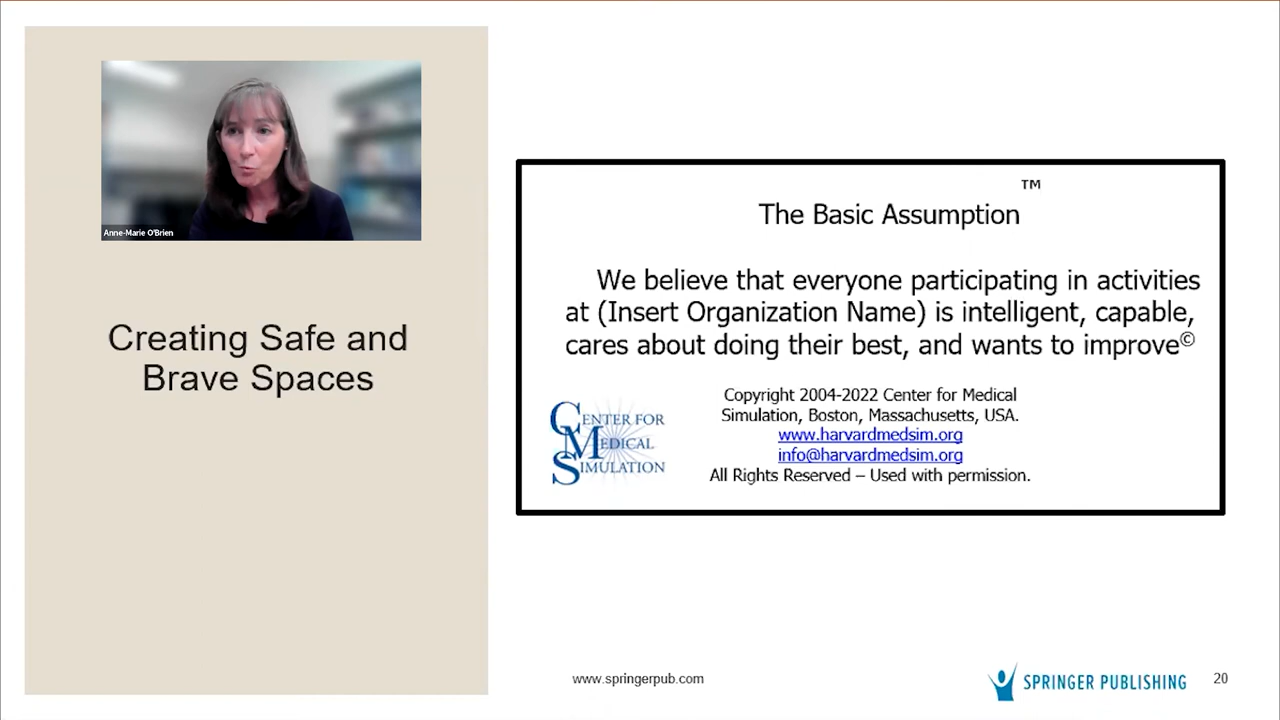 Anne-Marie O'Brien
Creating Safe and
Brave Spaces
The Basic Assumption™
We believe that everyone participating in activities
at (Insert Organization Name) is intelligent, capable,
cares about doing their best, and wants to improve©
CENTER FOR
MEDICAL
SIMULATION
Copyright 2004-2022 Center for Medical
Simulation, Boston, Massachusetts, USA.
www.harvardmedsim.org
info@harvardmedsim.org
All Rights Reserved – Used with permission.
www.springerpub.com
SPRINGER PUBLISHING
20